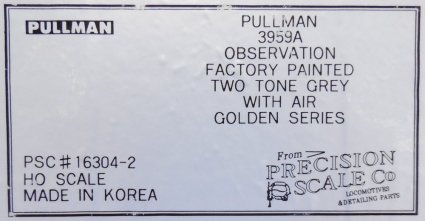 PULLMAN
PULLMAN
3959A
OBSERVATION
FACTORY PAINTED
TWO TONE GREY
WITH AIR
GOLDEN SERIES
PSC # 16304-2
HO SCALE
MADE IN KOREA
From
PRECISION
SCALE Co
LOCOMOTIVES
& DETAILING PARTS